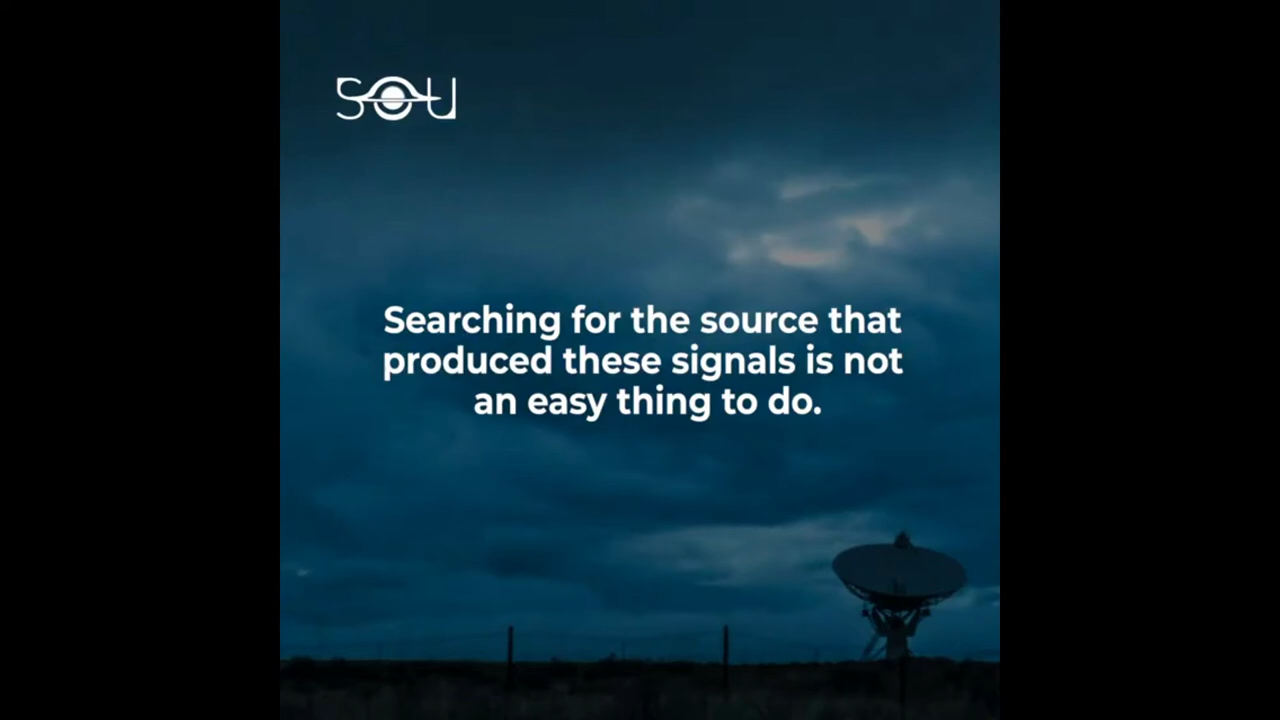 SOU
Searching for the source that
produced these signals is not
an easy thing to do.